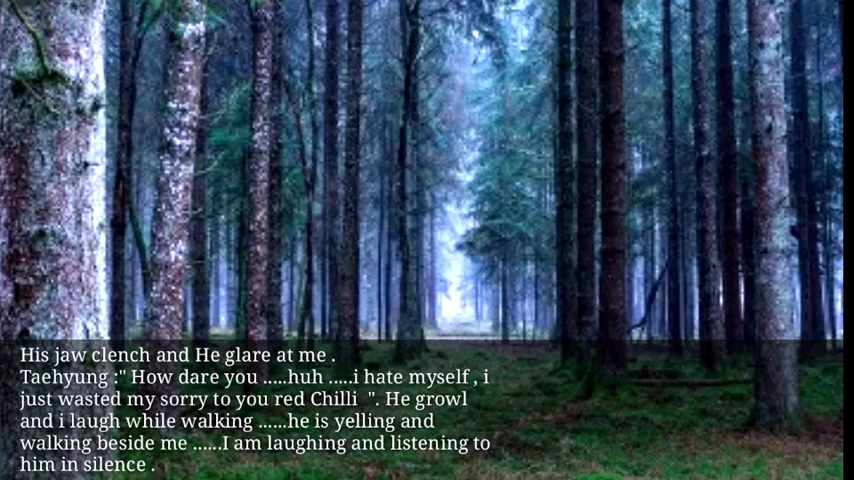 His jaw clench and He glare at me .
Taehyung :" How dare you .....huh .....i hate myself , i
just wasted my sorry to you red Chilli  ". He growl
and i laugh while walking ......he is yelling and
walking beside me ......I am laughing and listening to
him in silence .